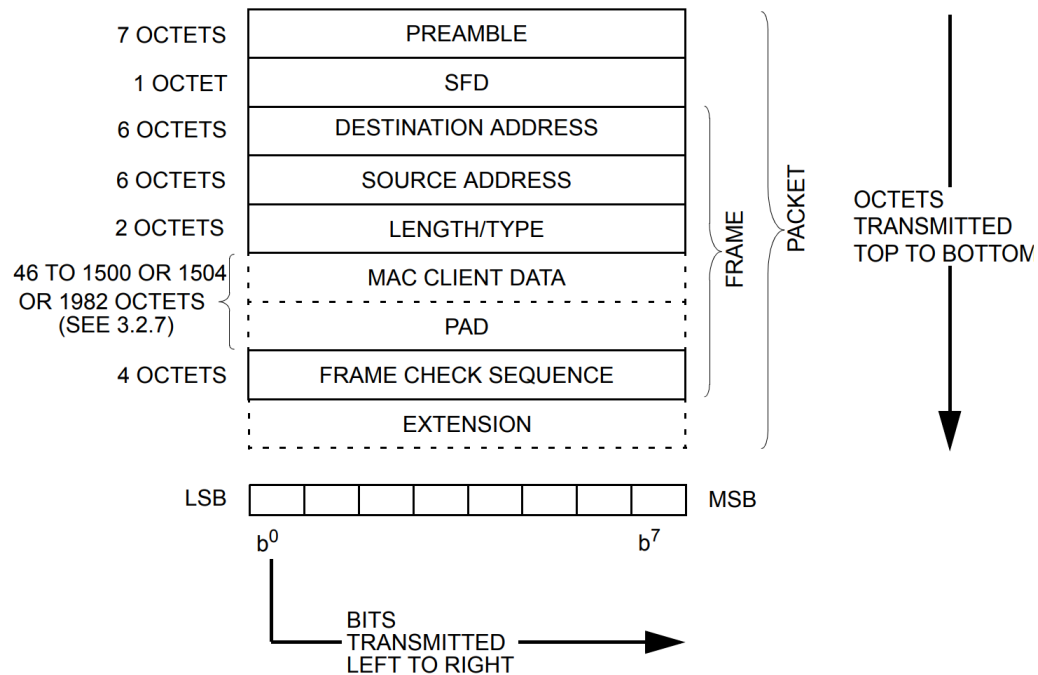 7 OCTETS
PREAMBLE
1 OCTET
SFD
6 OCTETS
DESTINATION ADDRESS
6 OCTETS
SOURCE ADDRESS
2 OCTETS
LENGTH/TYPE
46 TO 1500 OR 1504
OR 1982 OCTETS
(SEE 3.2.7)
MAC CLIENT DATA
PAD
4 OCTETS
FRAME CHECK SEQUENCE
EXTENSION
FRAME
PACKET
OCTETS
TRANSMITTED
TOP TO BOTTOM
LSB
MSB
b0
b7
BITS
TRANSMITTED
LEFT TO RIGHT